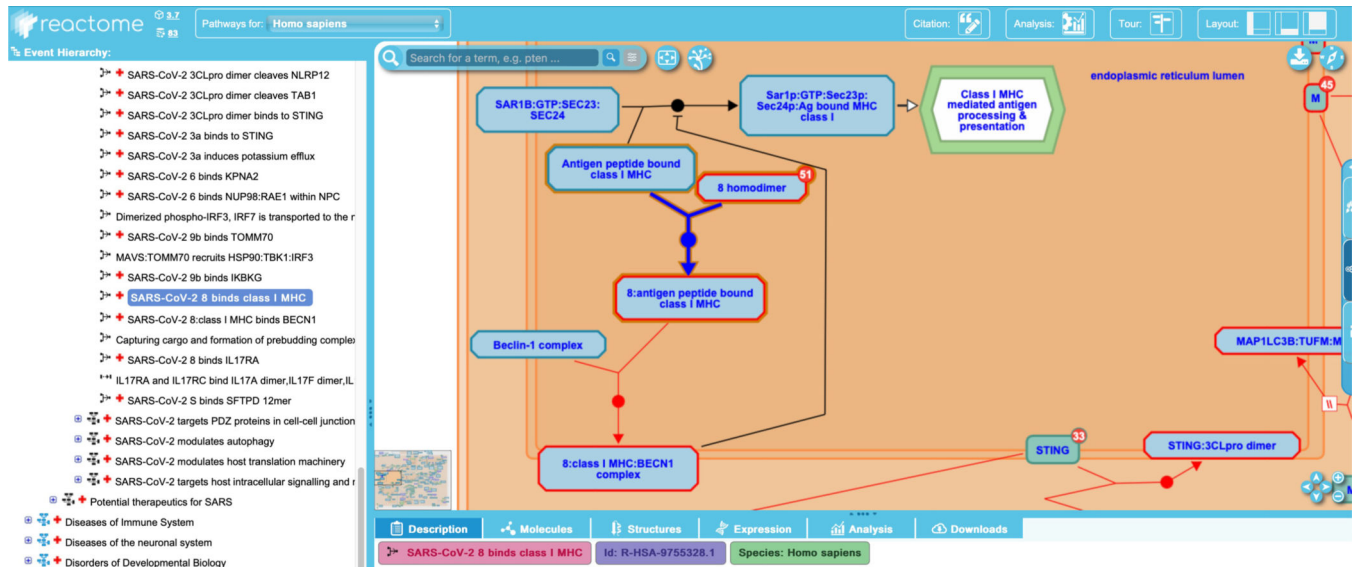 reactome
3.7
83
Pathways for: Homo sapiens
Citation:
Analysis:
Tour:
Layout:
Event Hierarchy:
SARS-CoV-2 3CLpro dimer cleaves NLRP12
SARS-CoV-2 3CLpro dimer cleaves TAB1
SARS-CoV-2 3CLpro dimer binds to STING
SARS-CoV-2 3a binds to STING
SARS-CoV-2 3a induces potassium efflux
SARS-CoV-2 6 binds KPNA2
SARS-CoV-2 6 binds NUP98:RAE1 within NPC
Dimerized phospho-IRF3, IRF7 is transported to the r
SARS-CoV-2 9b binds TOMM70
MAVS:TOMM70 recruits HSP90:TBK1:IRF3
SARS-CoV-2 9b binds IKBKG
SARS-CoV-2 8 binds class I MHC
SARS-CoV-2 8:class I MHC binds BECN1
Capturing cargo and formation of prebudding complex
SARS-CoV-2 8 binds IL17RA
IL17RA and IL17RC bind IL17A dimer,IL17F dimer,IL
SARS-CoV-2 S binds SFTPD 12mer
SARS-CoV-2 targets PDZ proteins in cell-cell junction
SARS-CoV-2 modulates autophagy
SARS-CoV-2 modulates host translation machinery
SARS-CoV-2 targets host intracellular signalling and r
Potential therapeutics for SARS
Diseases of Immune System
Diseases of the neuronal system
Disorders of Developmental Biology
Search for a term, e.g. pten ...
endoplasmic reticulum lumen
SAR1B:GTP:SEC23:
SEC24
Sar1p:GTP:Sec23p:
Sec24p:Ag bound MHC
class I
Class I MHC
mediated antigen
processing &
presentation
M
45
Antigen peptide bound
class I MHC
8 homodimer
51
8:antigen peptide bound
class I MHC
Beclin-1 complex
8:class I MHC:BECN1
complex
MAP1LC3B:TUFM:M
STING
33
STING:3CLpro dimer
Description
Molecules
Structures
Expression
Analysis
Downloads
SARS-CoV-2 8 binds class I MHC
Id: R-HSA-9755328.1
Species: Homo sapiens